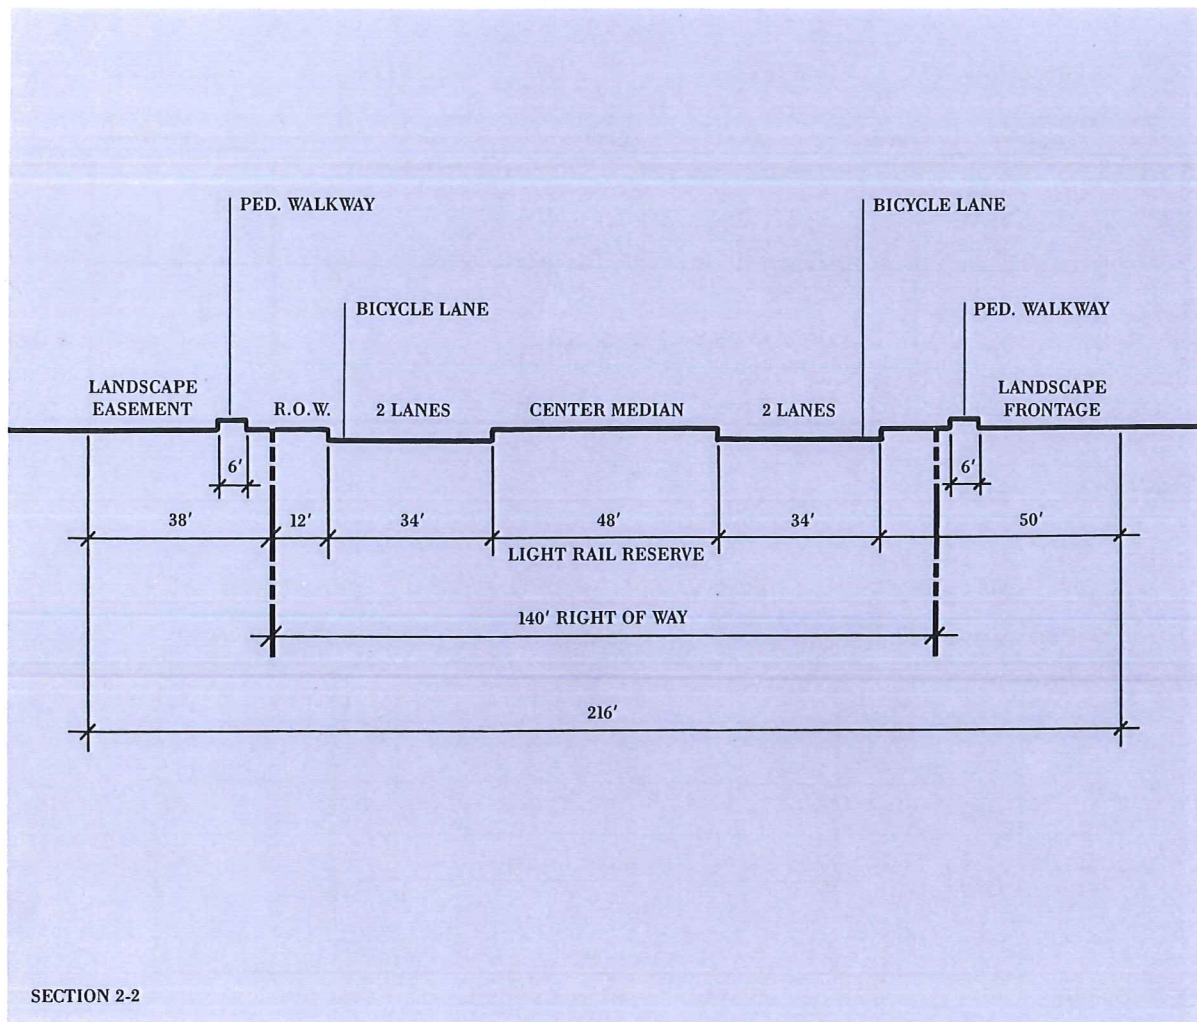 PED. WALKWAY
BICYCLE LANE
BICYCLE LANE
PED. WALKWAY
LANDSCAPE
EASEMENT
R.O.W.
2 LANES
CENTER MEDIAN
2 LANES
LANDSCAPE
FRONTAGE
6′
6′
38′
12′
34′
48′
34′
50′
LIGHT RAIL RESERVE
140′ RIGHT OF WAY
216′
SECTION 2-2